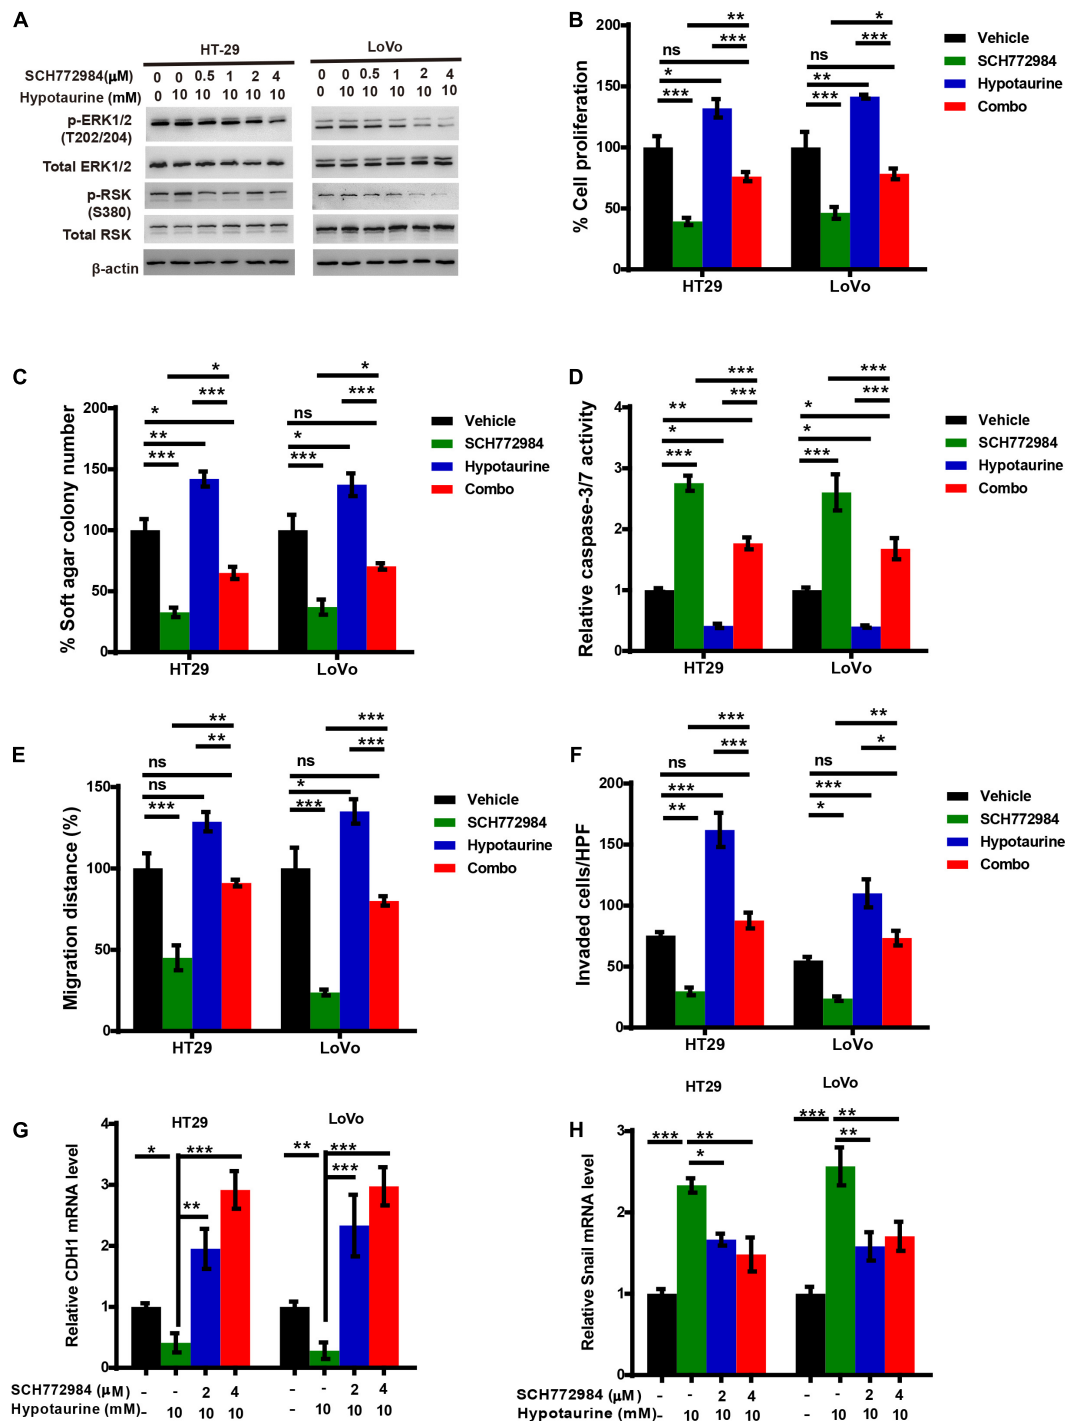 A
HT-29
LoVo
SCH772984(µM) 0 0 0.5 1 2 4 0 0 0.5 1 2 4
Hypotaurine (mM) 0 10 10 10 10 10 0 10 10 10 10 10
p-ERK1/2
(T202/204)
Total ERK1/2
p-RSK
(S380)
Total RSK
β-actin
B
% Cell proliferation
200
150
100
50
0
** ***
ns
*
***
* ***
ns
**
***
HT29 LoVo
Vehicle
SCH772984
Hypotaurine
Combo
C
% Soft agar colony number
200
150
100
50
0
* ***
*
**
***
* ***
ns
*
***
HT29 LoVo
Vehicle
SCH772984
Hypotaurine
Combo
D
Relative caspase-3/7 activity
4
3
2
1
0
*** ***
**
*
***
*** ***
*
*
***
HT29 LoVo
Vehicle
SCH772984
Hypotaurine
Combo
E
Migration distance (%)
150
100
50
0
** **
ns
ns
***
*** ***
ns
*
***
HT29 LoVo
Vehicle
SCH772984
Hypotaurine
Combo
F
Invaded cells/HPF
200
150
100
50
0
*** ***
ns
***
**
** *
ns
***
*
HT29 LoVo
Vehicle
SCH772984
Hypotaurine
Combo
G
Relative CDH1 mRNA level
HT29
LoVo
4
3
2
1
0
* *** **
** *** ***
SCH772984 (µM) - - 2 4 - - 2 4
Hypotaurine (mM) - 10 10 10 - 10 10 10
H
Relative Snail mRNA level
HT29
LoVo
3
2
1
0
*** ** *
*** ** **
SCH772984 (µM) - - 2 4 - - 2 4
Hypotaurine (mM) - 10 10 10 - 10 10 10